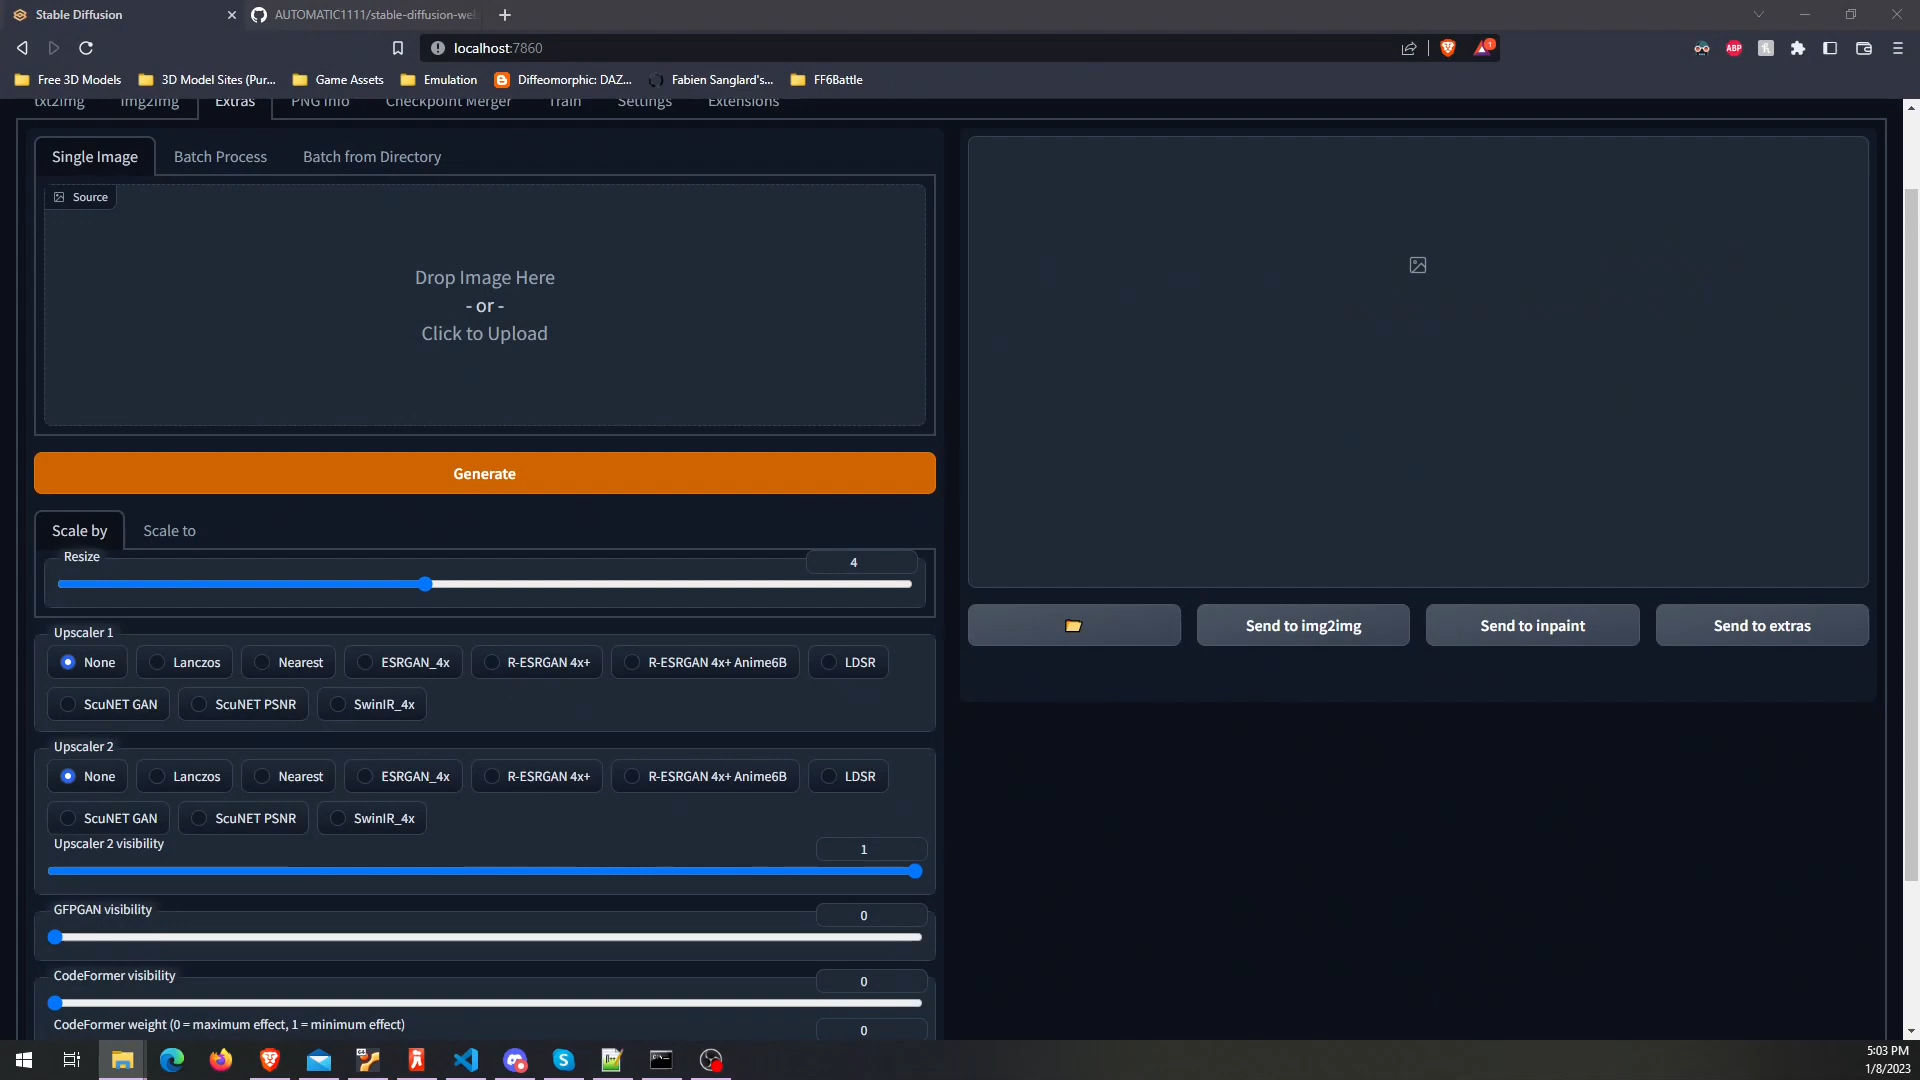 Stable Diffusion
AUTOMATIC1111/stable-diffusion-we
localhost:7860
ABP
1
Free 3D Models
3D Model Sites (Pur...
Game Assets
Emulation
Diffeomorphic: DAZ...
Fabien Sanglard's...
FF6Battle
txt2img
img2img
Extras
PNG Info
Checkpoint Merger
Train
Settings
Extensions
Single Image
Batch Process
Batch from Directory
Source
Drop Image Here
- or -
Click to Upload
Generate
Scale by
Scale to
Resize
4
Send to img2img
Send to inpaint
Send to extras
Upscaler 1
None
Lanczos
Nearest
ESRGAN_4x
R-ESRGAN 4x+
R-ESRGAN 4x+ Anime6B
LDSR
ScuNET GAN
ScuNET PSNR
SwinIR_4x
Upscaler 2
None
Lanczos
Nearest
ESRGAN_4x
R-ESRGAN 4x+
R-ESRGAN 4x+ Anime6B
LDSR
ScuNET GAN
ScuNET PSNR
SwinIR_4x
Upscaler 2 visibility
1
GFPGAN visibility
0
CodeFormer visibility
0
CodeFormer weight (0 = maximum effect, 1 = minimum effect)
0
5:03 PM
1/8/2023